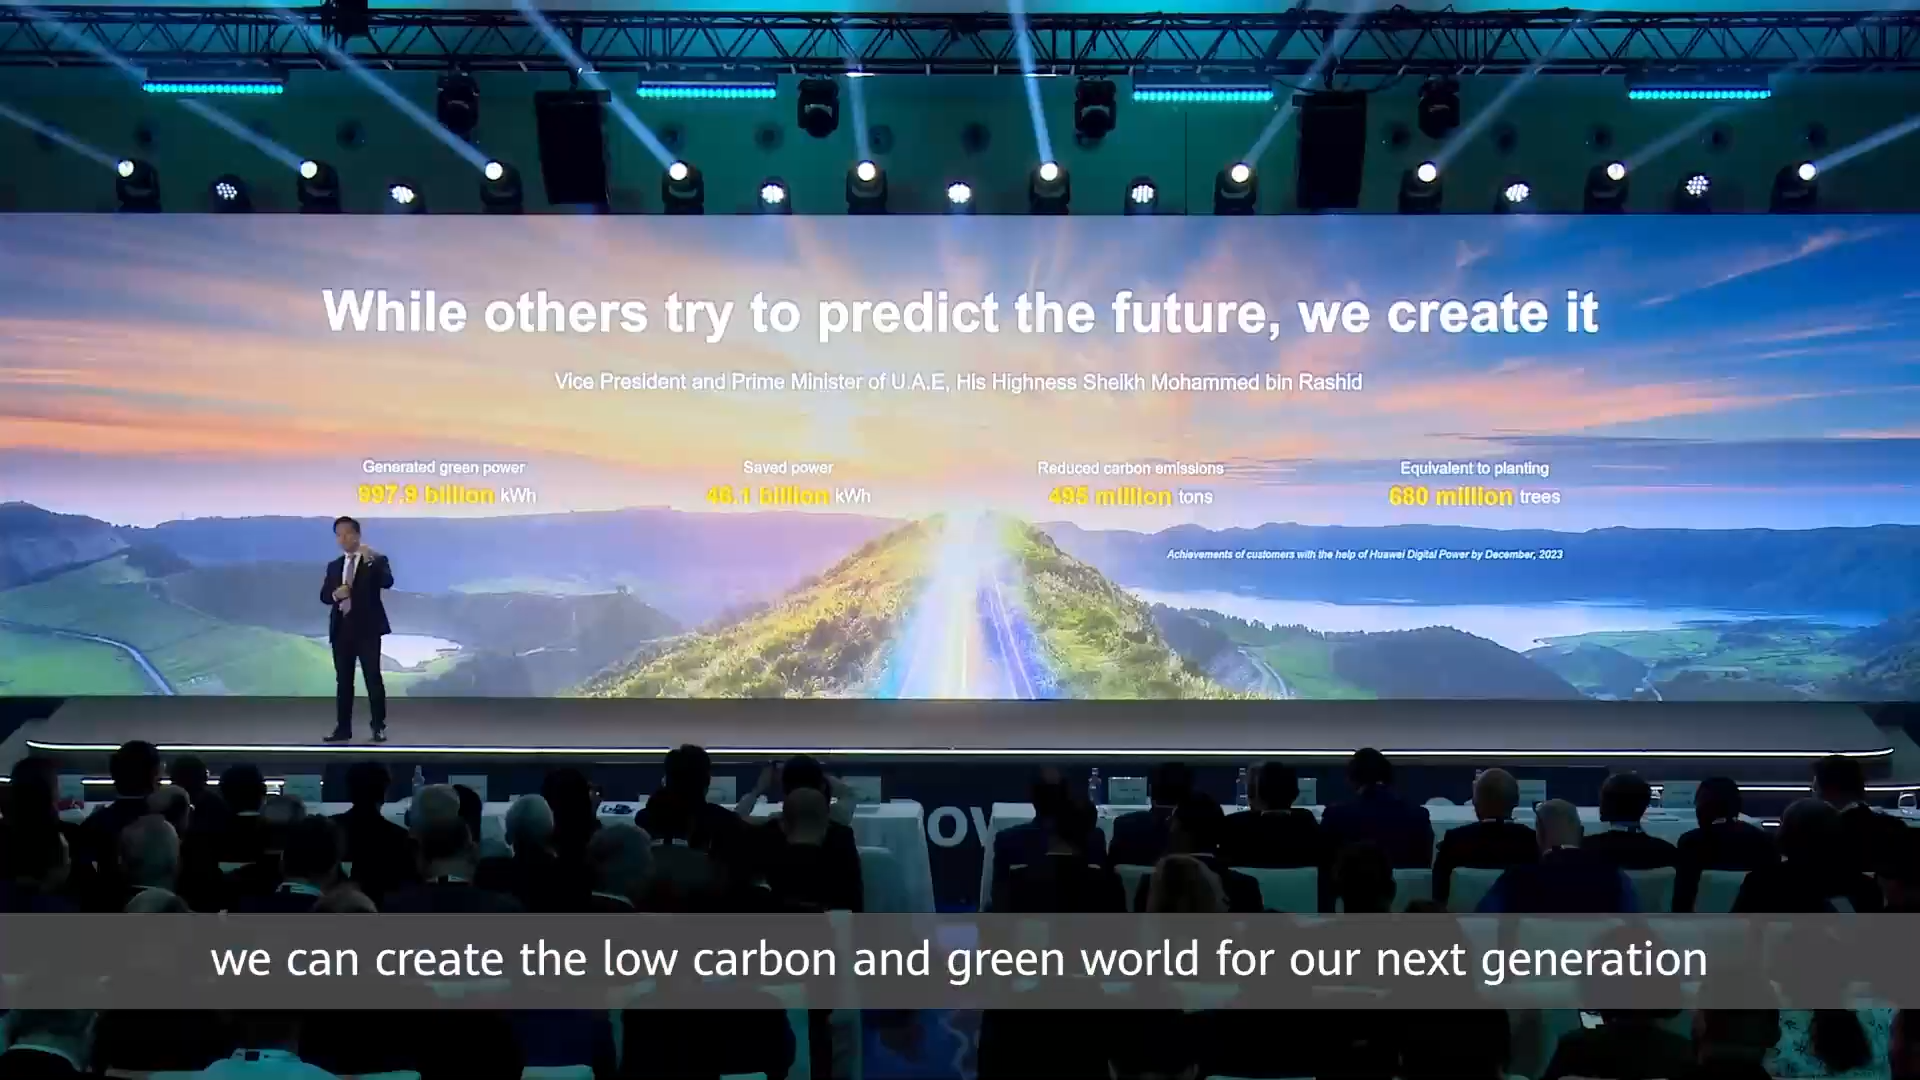 While others try to predict the future, we create it
Vice President and Prime Minister of U.A.E, His Highness Sheikh Mohammed bin Rashid
Generated green power
997.9 billion kWh
Saved power
46.1 billion kWh
Reduced carbon emissions
495 million tons
Equivalent to planting
680 million trees
Achievements of customers with the help of Huawei Digital Power by December, 2023
we can create the low carbon and green world for our next generation